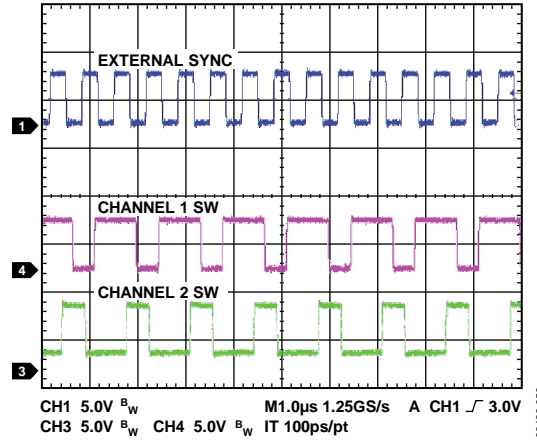 EXTERNAL SYNC
1
CHANNEL 1 SW
4
CHANNEL 2 SW
3
CH1 5.0V BW M1.0µs 1.25GS/s A CH1 3.0V
CH3 5.0V BW CH4 5.0V BW IT 100ps/pt